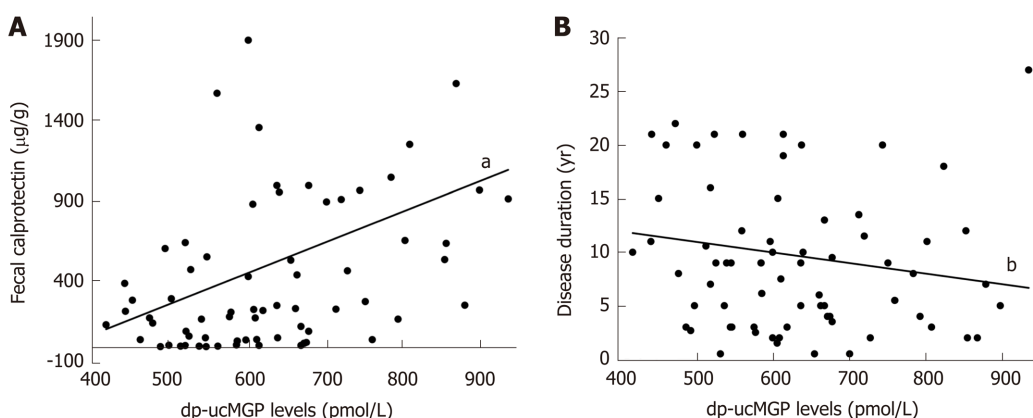 A
1900
1400
900
400
-100
Fecal calprotectin (μg/g)
a
400 500 600 700 800 900
dp-ucMGP levels (pmol/L)
B
30
25
20
15
10
5
0
Disease duration (yr)
b
400 500 600 700 800 900
dp-ucMGP levels (pmol/L)